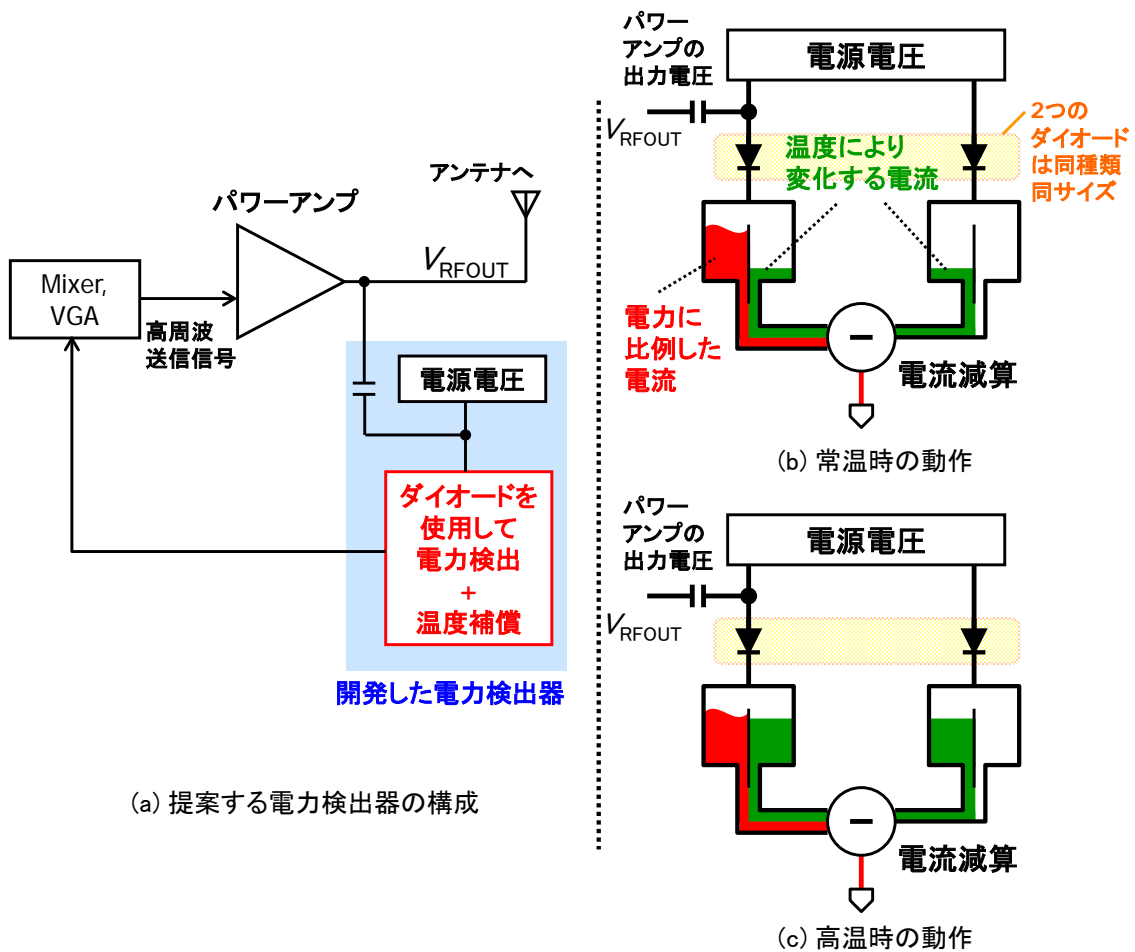 アンテナへ
パワーアンプ
VRFOUT
Mixer,
VGA
高周波
送信信号
電源電圧
ダイオードを
使用して
電力検出
+
温度補償
開発した電力検出器
(a) 提案する電力検出器の構成
パワー
アンプの
出力電圧
電源電圧
VRFOUT
2つの
ダイオード
は同種類
同サイズ
温度により
変化する電流
電力に
比例した
電流
−
電流減算
(b) 常温時の動作
パワー
アンプの
出力電圧
電源電圧
VRFOUT
−
電流減算
(c) 高温時の動作